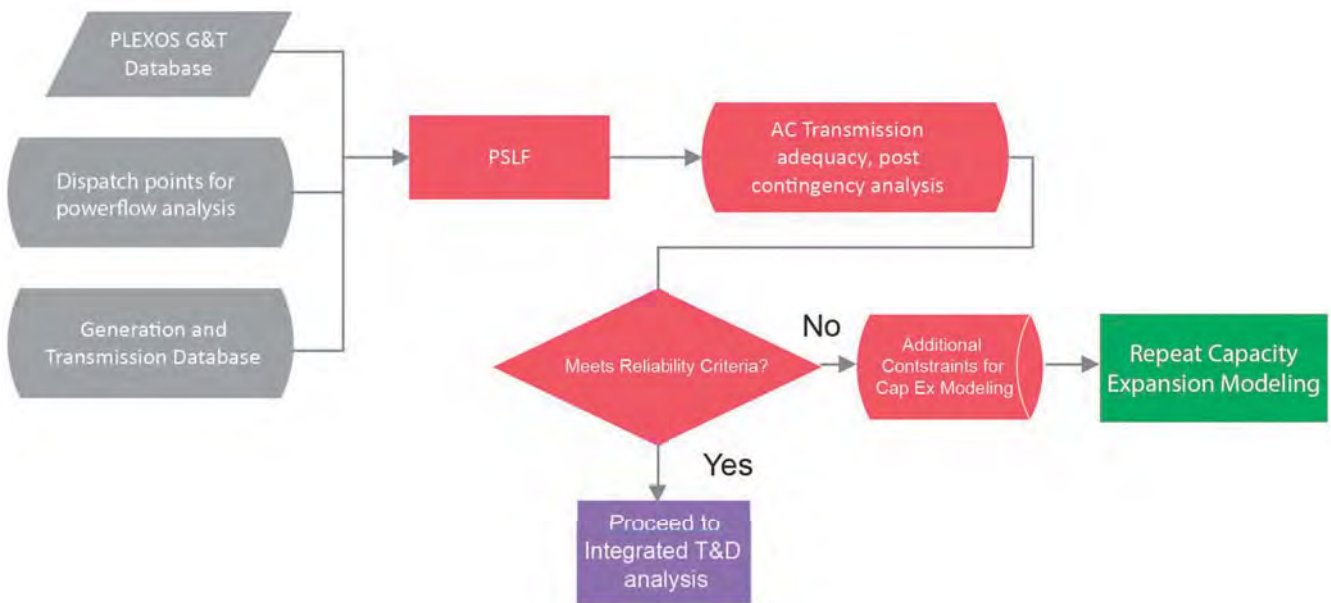 PLEXOS G&T
Database
Dispatch points for
powerflow analysis
Generation and
Transmission Database
PSLF
AC Transmission
adequacy, post
contingency analysis
Meets Reliability Criteria?
No
Additional
Contstraints for
Cap Ex Modeling
Repeat Capacity
Expansion Modeling
Yes
Proceed to
Integrated T&D
analysis